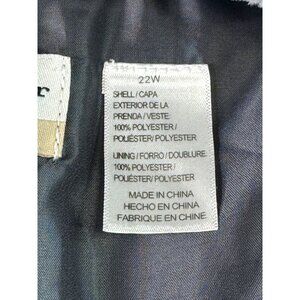 r
22W
SHELL / CAPA
EXTERIOR DE LA
PRENDA / VESTE:
100% POLYESTER /
POLIÉSTER/ POLYESTER
LINING / FORRO / DOUBLURE:
100% POLYESTER /
POLIÉSTER/ POLYESTER
MADE IN CHINA
HECHO EN CHINA
FABRIQUE EN CHINE